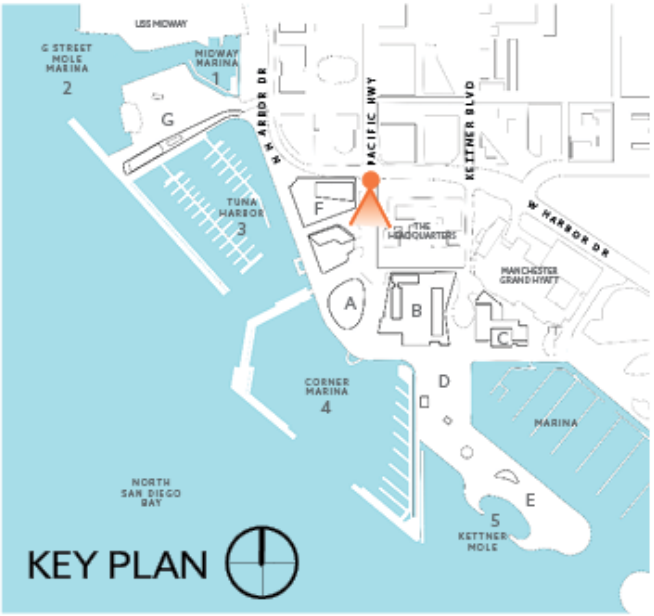 USS MIDWAY
G STREET
MOLE
MARINA
2
MIDWAY
MARINA
1
G
N HARBOR DR
PACIFIC HWY
KETTNER BLVD
W HARBOR DR
TUNA
HARBOR
3
F
THE
HEADQUARTERS
MANCHESTER
GRAND HYATT
A
B
C
CORNER
MARINA
4
D
MARINA
NORTH
SAN DIEGO
BAY
E
5
KETTNER
MOLE
KEY PLAN